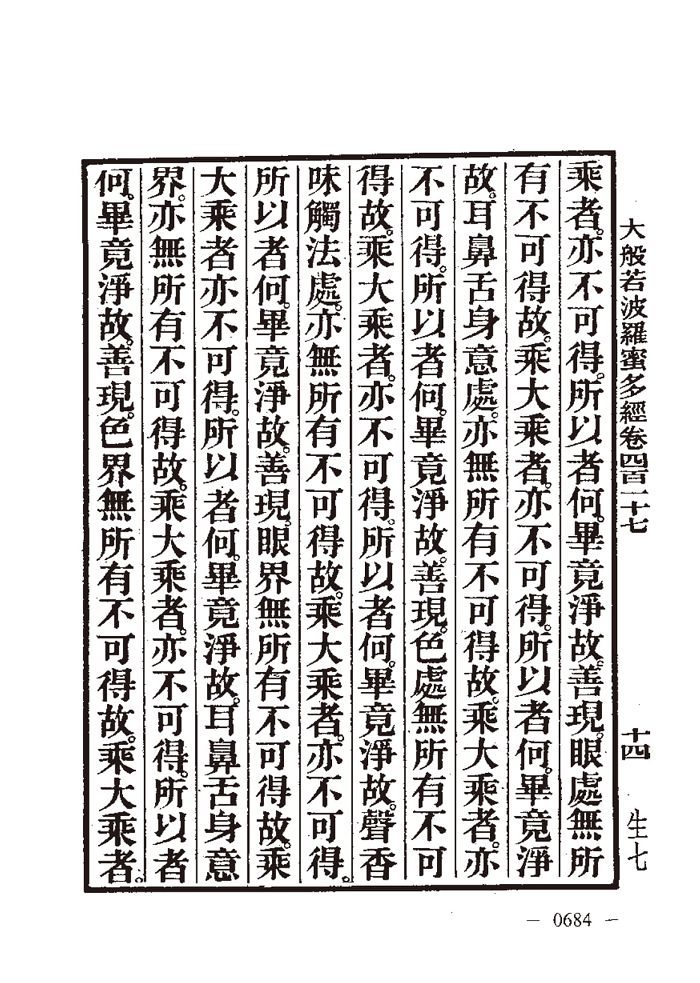 大般若波羅蜜多經卷四百二十七 十四 生七
乘者。亦不可得。所以者何。畢竟淨故。善現。眼處無所
有不可得故。乘大乘者。亦不可得。所以者何。畢竟淨
故。耳鼻舌身意處。亦無所有不可得故。乘大乘者。亦
不可得。所以者何。畢竟淨故。善現。色處無所有不可
得故。乘大乘者。亦不可得。所以者何。畢竟淨故。聲香
味觸法處。亦無所有不可得故。乘大乘者。亦不可得。
所以者何。畢竟淨故。善現。眼界無所有不可得故。乘
大乘者亦不可得。所以者何。畢竟淨故。耳鼻舌身意
界。亦無所有不可得故。乘大乘者。亦不可得。所以者
何。畢竟淨故。善現。色界無所有不可得故。乘大乘者。
— 0684 —